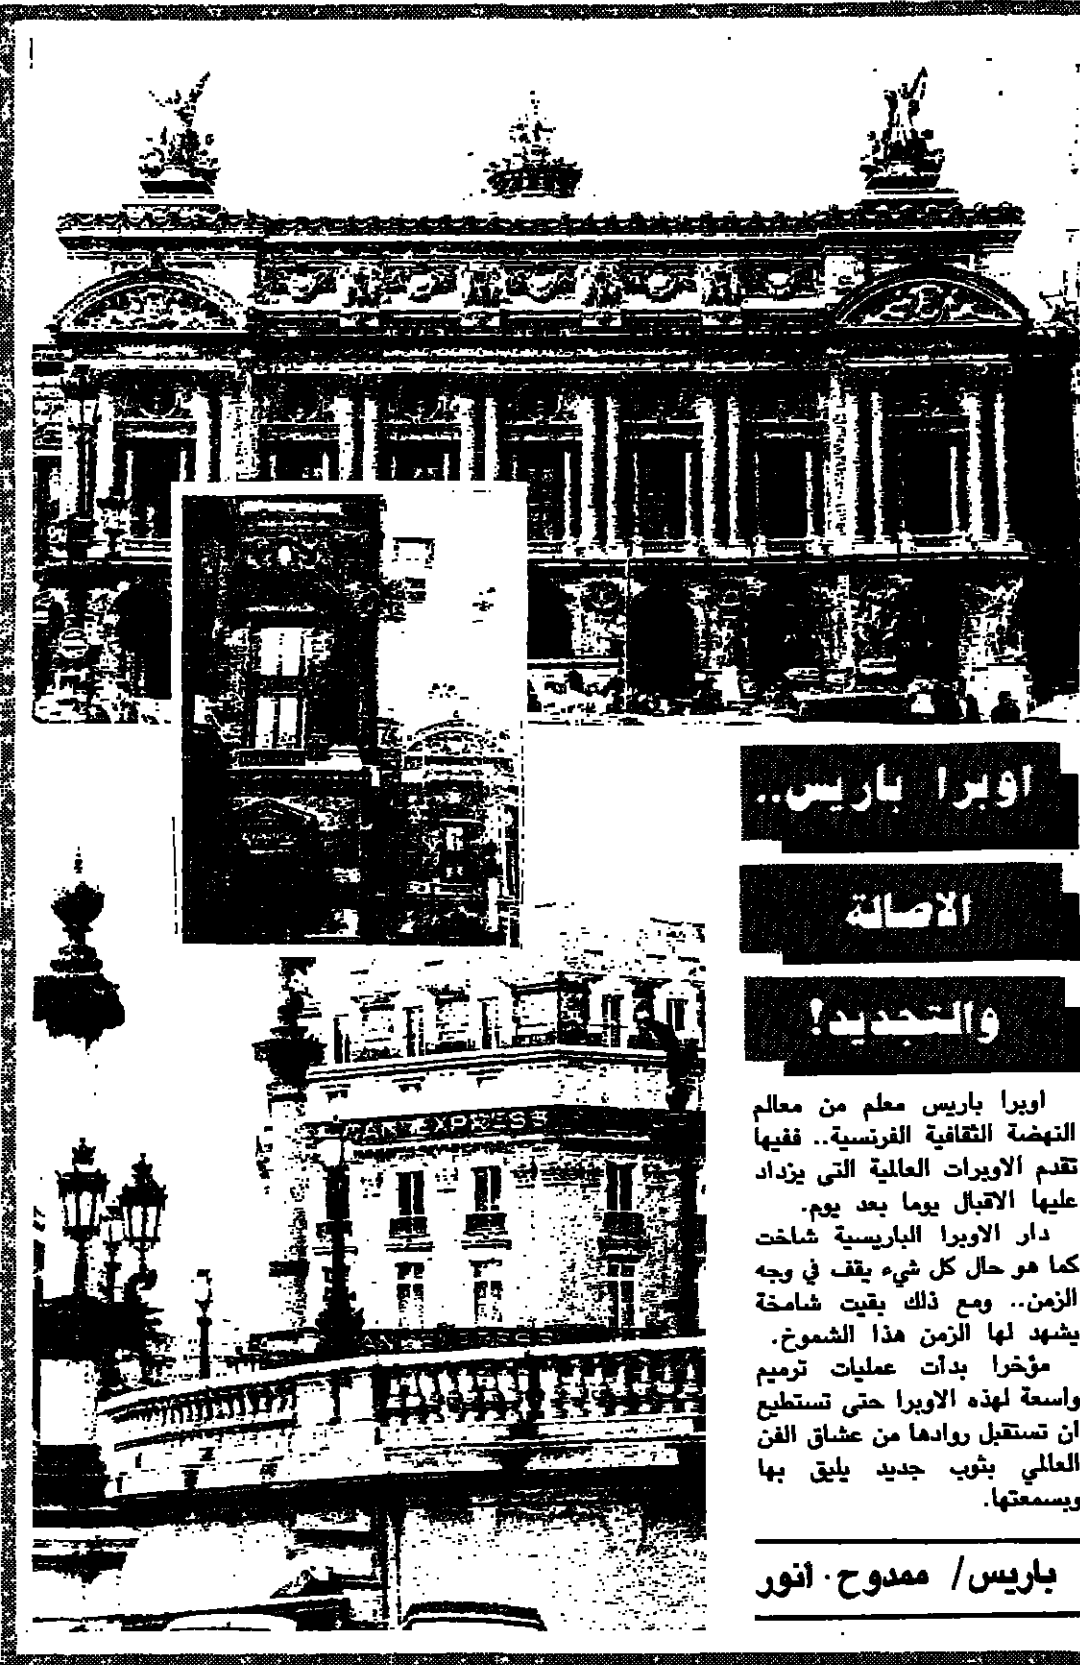 اوبرا باريس..
الاصالة
والتجديد!
اوبرا باريس معلم من معالم
النهضة الثقافية الفرنسية.. ففيها
تقدم الاوبرات العالمية التي يزداد
عليها الاقبال يوما بعد يوم.
دار الاوبرا الباريسية شاخت
كما هو حال كل شيء يقف في وجه
الزمن.. ومع ذلك بقيت شامخة
يشهد لها الزمن هذا الشموخ.
مؤخرا بدأت عمليات ترميم
واسعة لهذه الاوبرا حتى تستطيع
ان تستقبل روادها من عشاق الفن
العالمي بثوب جديد يليق بها
وبسمعتها.
باريس/ ممدوح أنور
EXPRESS